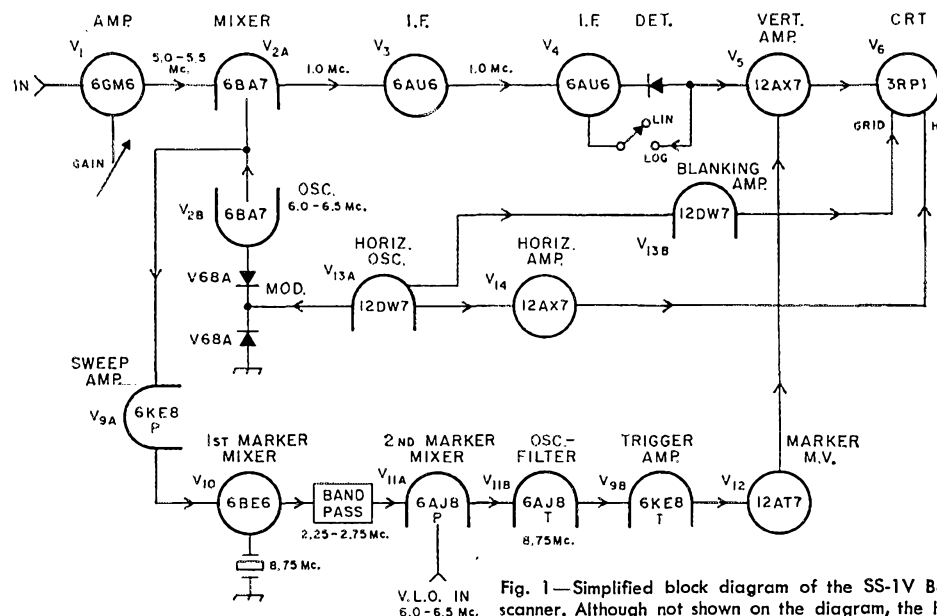 AMP.
MIXER
I.F.
I.F.
DET.
VERT.
AMP.
CRT
V1
6GM6
5.0-5.5
Mc.
V2A
6BA7
1.0 Mc.
V3
6AU6
1.0 Mc.
V4
6AU6
V5
12AX7
V6
3RP1
IN
GAIN
LIN
LOG
GRID
H
OSC.
6.0-6.5 Mc.
V2B
6BA7
BLANKING
AMP.
12DW7
V13B
HORIZ.
OSC.
V13A
12DW7
HORIZ.
AMP.
V14
12AX7
V68A
MOD.
V68A
SWEEP
AMP.
V9A
6KE8
P
1ST MARKER
MIXER
V10
6BE6
8.75 Mc.
BAND
PASS
2.25-2.75 Mc.
2ND MARKER
MIXER
V11A
6AJ8
P
V.L.O. IN
6.0-6.5 Mc.
OSC-
FILTER
V11B
6AJ8
T
8.75 Mc.
TRIGGER
AMP.
V9B
6KE8
T
MARKER
M.V.
V12
12AT7
Fig. 1—Simplified block diagram of the SS-1V B
scanner. Although not shown on the diagram, the